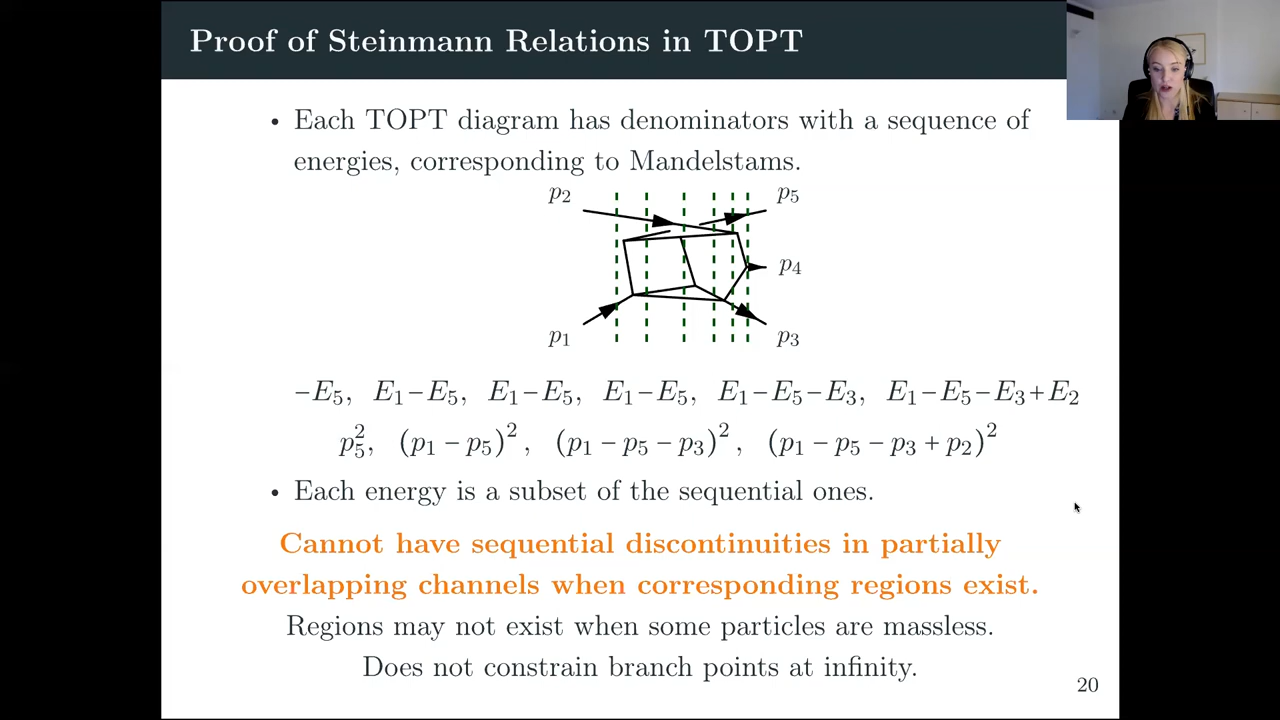 Proof of Steinmann Relations in TOPT
• Each TOPT diagram has denominators with a sequence of
energies, corresponding to Mandelstams.
p₂ p₅
p₄
p₁ p₃
−E₅, E₁−E₅, E₁−E₅, E₁−E₅, E₁−E₅−E₃, E₁−E₅−E₃+E₂
p₅², (p₁ − p₅)², (p₁ − p₅ − p₃)², (p₁ − p₅ − p₃ + p₂)²
• Each energy is a subset of the sequential ones.
Cannot have sequential discontinuities in partially
overlapping channels when corresponding regions exist.
Regions may not exist when some particles are massless.
Does not constrain branch points at infinity.
20